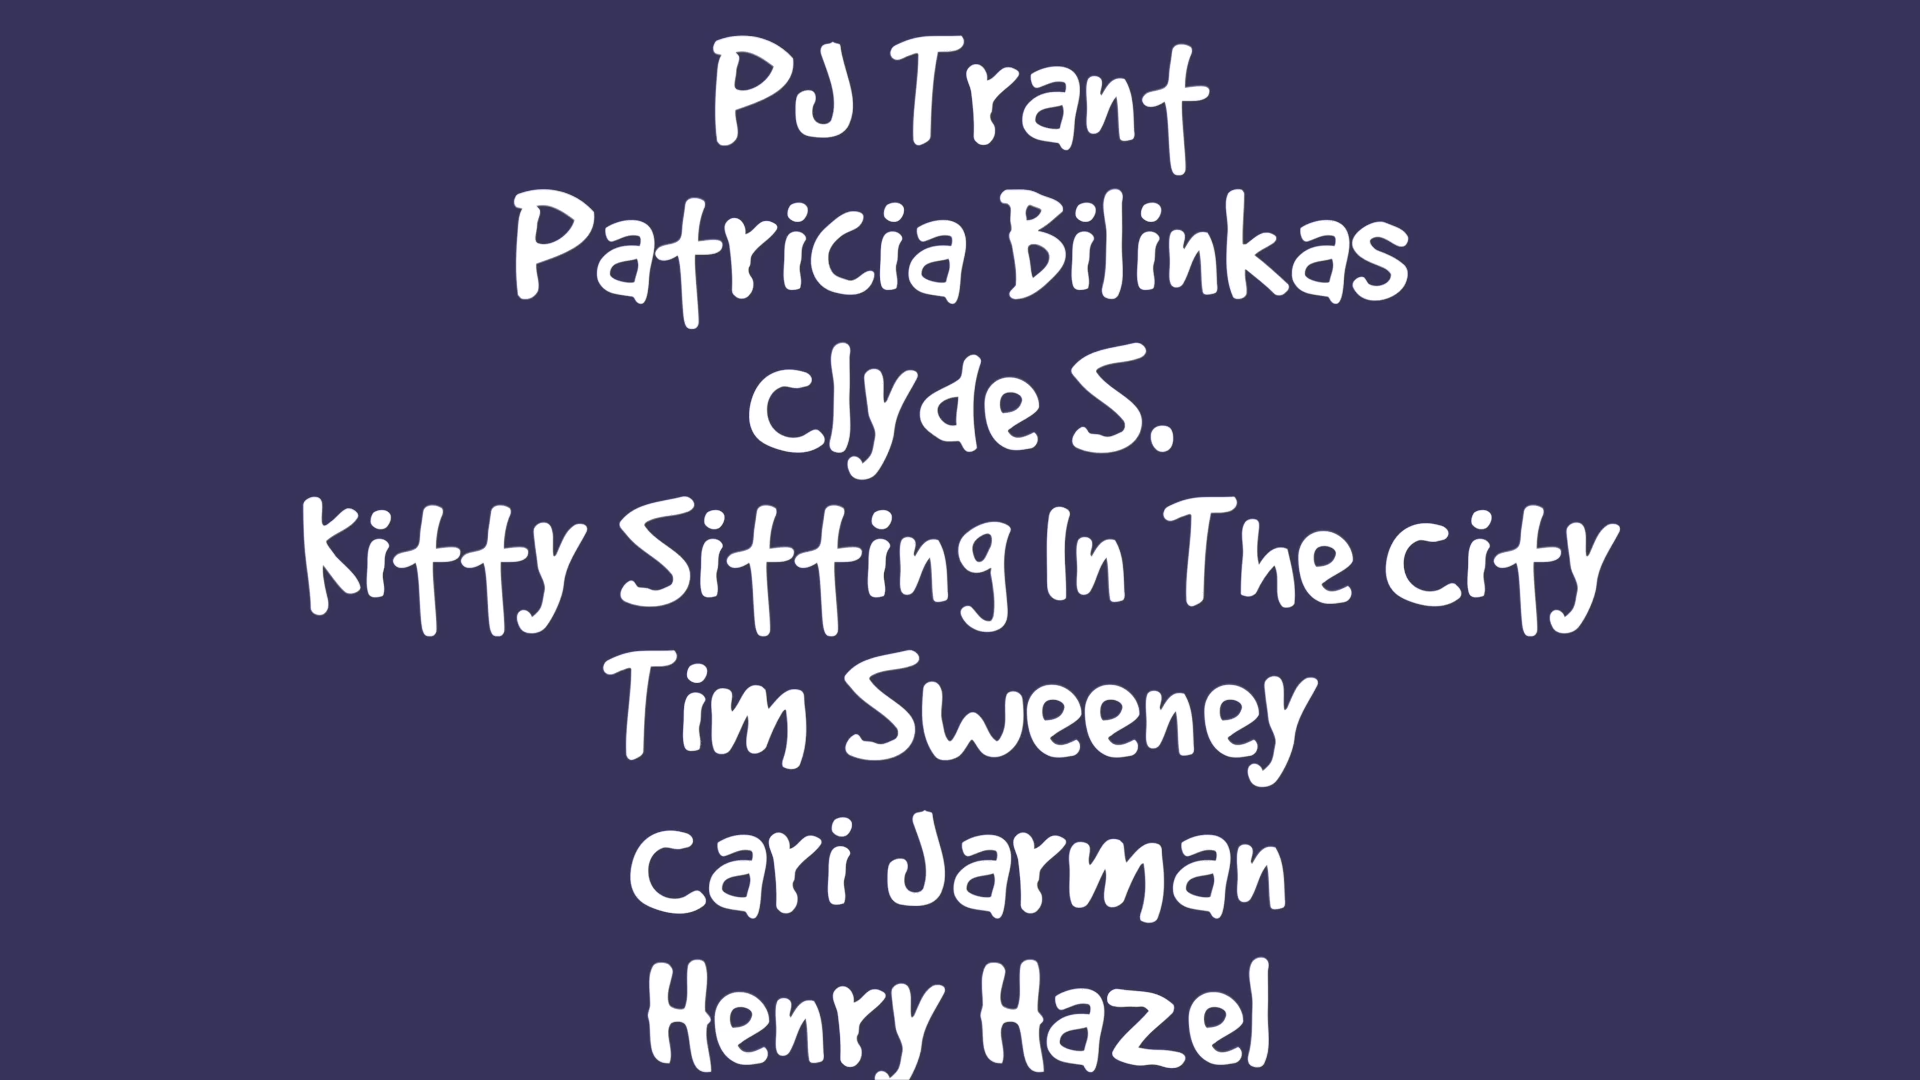 PJ Trant
Patricia Bilinkas
Clyde S.
Kitty Sitting In The City
Tim Sweeney
Cari Jarman
Henry Hazel